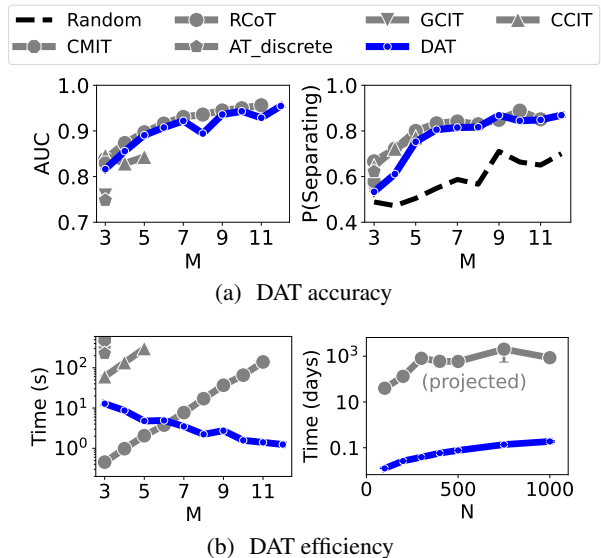 Random RCoT GCIT CCIT
CMIT AT_discrete DAT
1.0
0.9
0.8
0.7
AUC
3 5 7 9 11
M
1.0
0.8
0.6
0.4
P(Separating)
3 5 7 9 11
M
(a) DAT accuracy
10²
10¹
10⁰
Time (s)
3 5 7 9 11
M
10³
10
0.1
Time (days)
(projected)
0 500 1000
N
(b) DAT efficiency